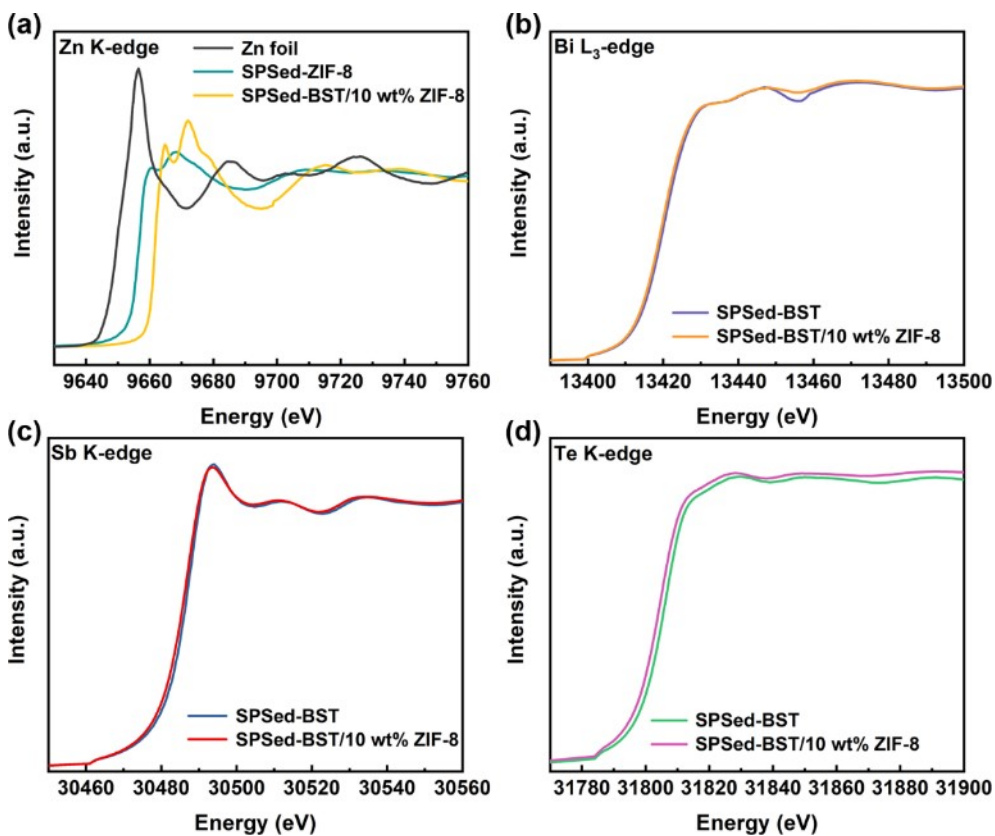 (a)
Zn K-edge
Zn foil
SPSed-ZIF-8
SPSed-BST/10 wt% ZIF-8
Intensity (a.u.)
9640 9660 9680 9700 9720 9740 9760
Energy (eV)
(b)
Bi L₃-edge
SPSed-BST
SPSed-BST/10 wt% ZIF-8
Intensity (a.u.)
13400 13420 13440 13460 13480 13500
Energy (eV)
(c)
Sb K-edge
SPSed-BST
SPSed-BST/10 wt% ZIF-8
Intensity (a.u.)
30460 30480 30500 30520 30540 30560
Energy (eV)
(d)
Te K-edge
SPSed-BST
SPSed-BST/10 wt% ZIF-8
Intensity (a.u.)
31780 31800 31820 31840 31860 31880 31900
Energy (eV)